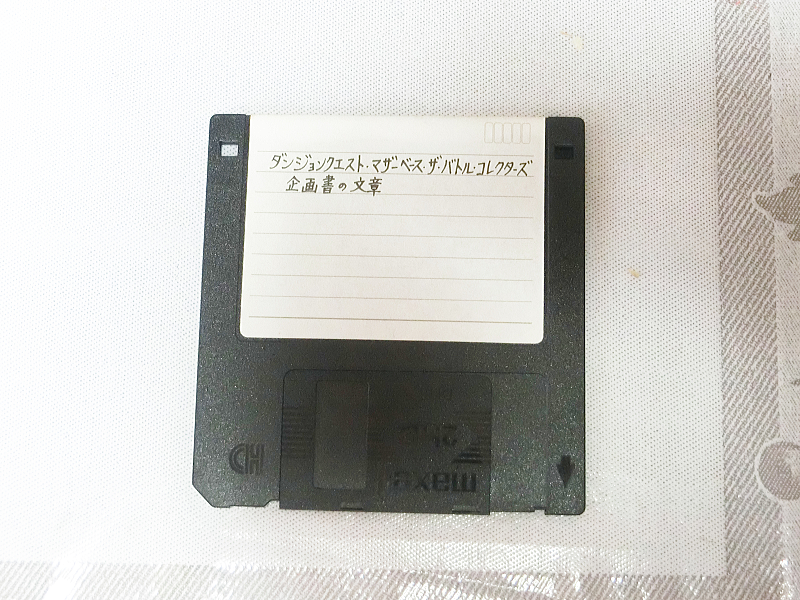 ダンジョンクエスト・マザーベース・ザ・バトル・コレクターズ
企画書の文章
HD
maxell